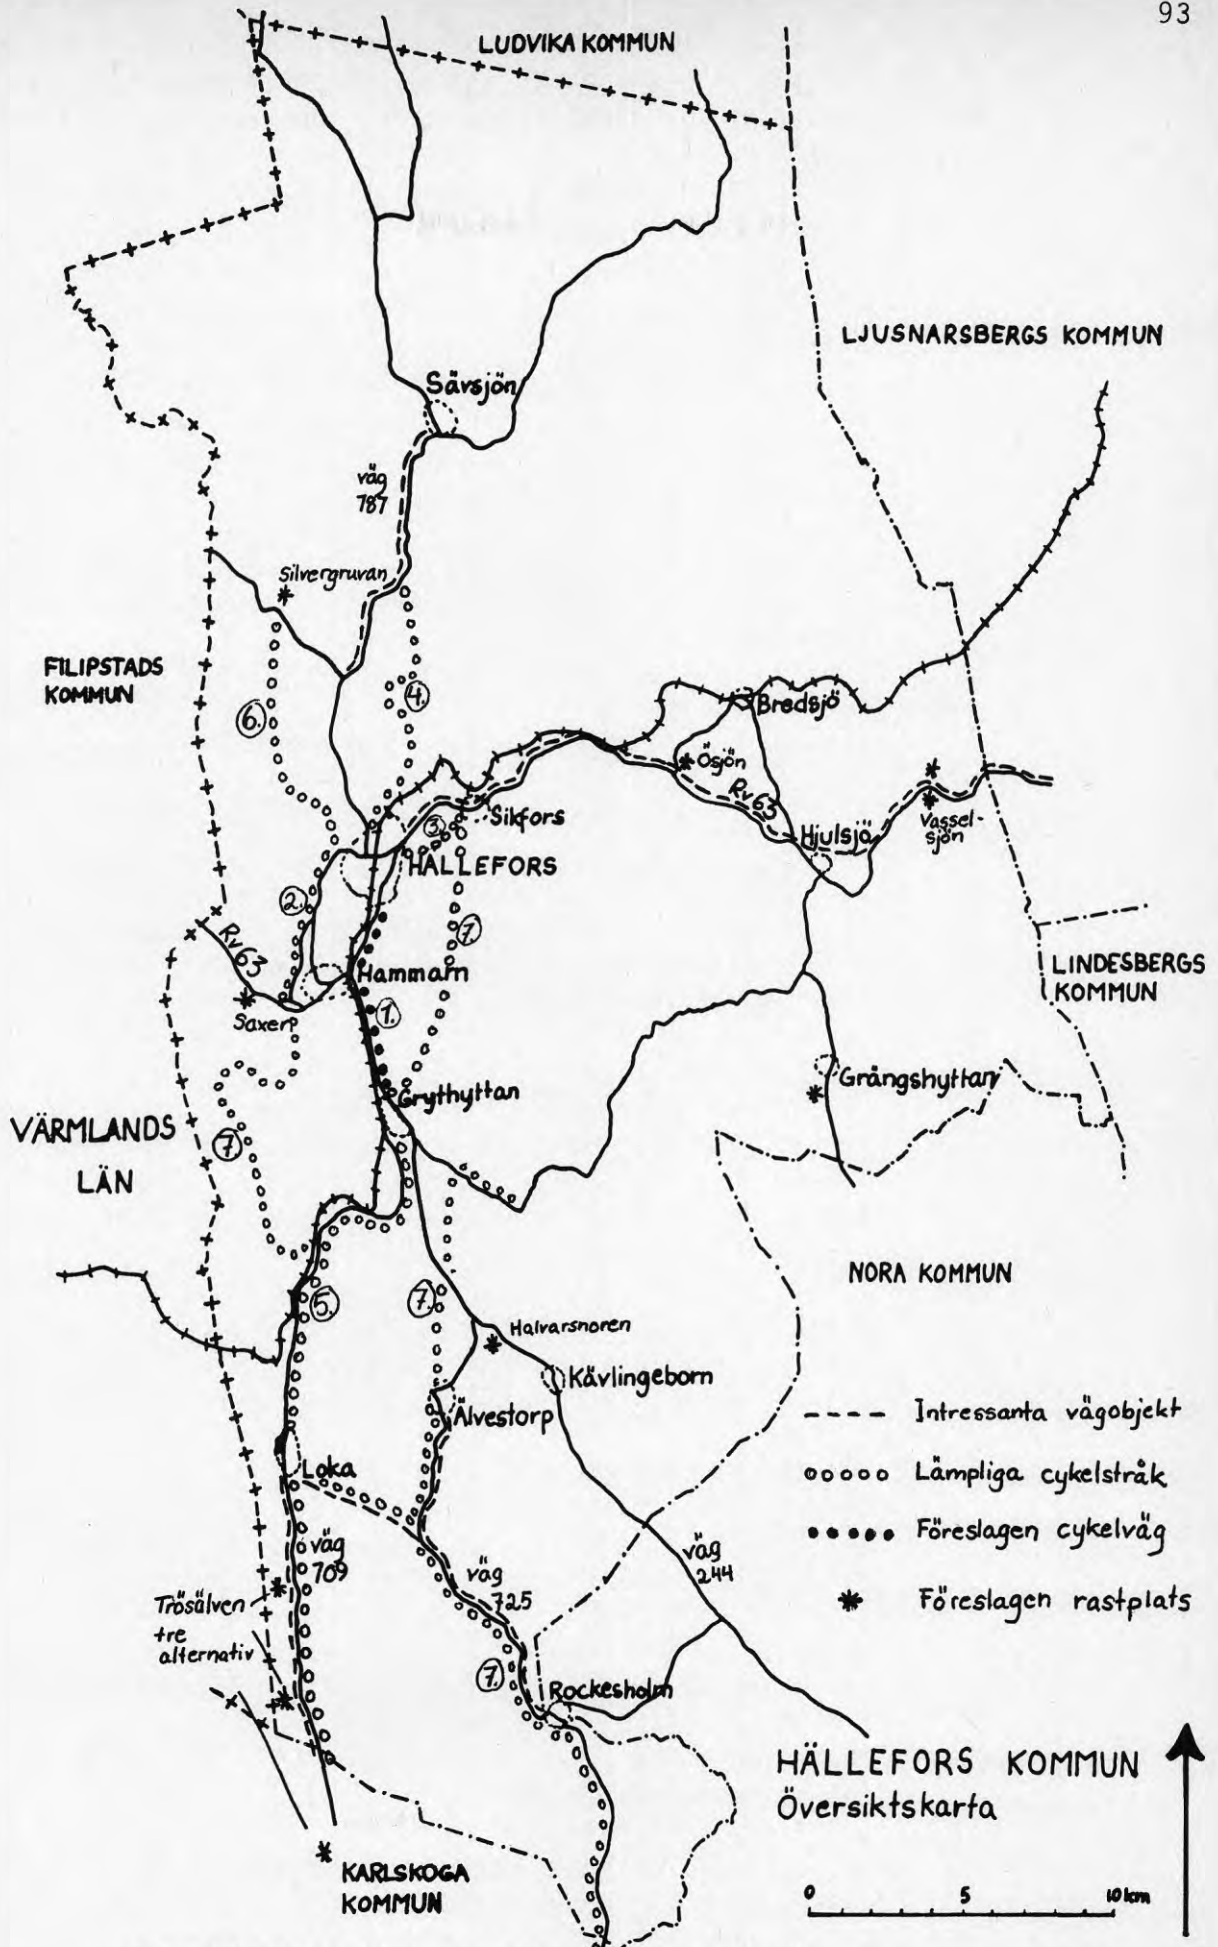 93
LUDVIKA KOMMUN
LJUSNARSBERGS KOMMUN
Sävsjön
väg
787
Silvergruvan
FILIPSTADS
KOMMUN
6.
4.
Bredsjö
Ösjön
Rv 63
Sikfors
3.
Hjulsjö
Vassel-
sjön
HÄLLEFORS
2.
7.
Rv 63
Hammarn
LINDESBERGS
KOMMUN
Saxen
1.
Grythyttan
Grångshyttan
VÄRMLANDS
LÄN
7
NORA KOMMUN
5.
7.
Halvarsnoren
Kävlingeborn
Älvestorp
Intressanta vägobjekt
Loka
Lämpliga cykelstråk
Föreslagen cykelväg
väg
709
väg
725
väg
244
Föreslagen rastplats
Trösälven
tre
alternativ
7.
Rockesholm
HÄLLEFORS KOMMUN
Översiktskarta
KARLSKOGA
KOMMUN
0 5 10 km